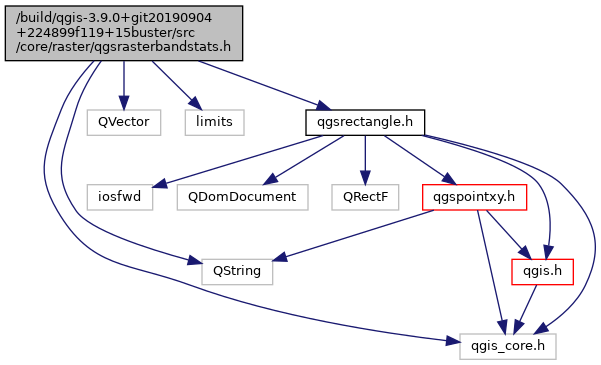 /build/qgis-3.9.0+git20190904
+224899f119+15buster/src
/core/raster/qgsrasterbandstats.h
QVector
limits
qgsrectangle.h
iosfwd
QDomDocument
QRectF
qgspointxy.h
QString
qgis.h
qgis_core.h